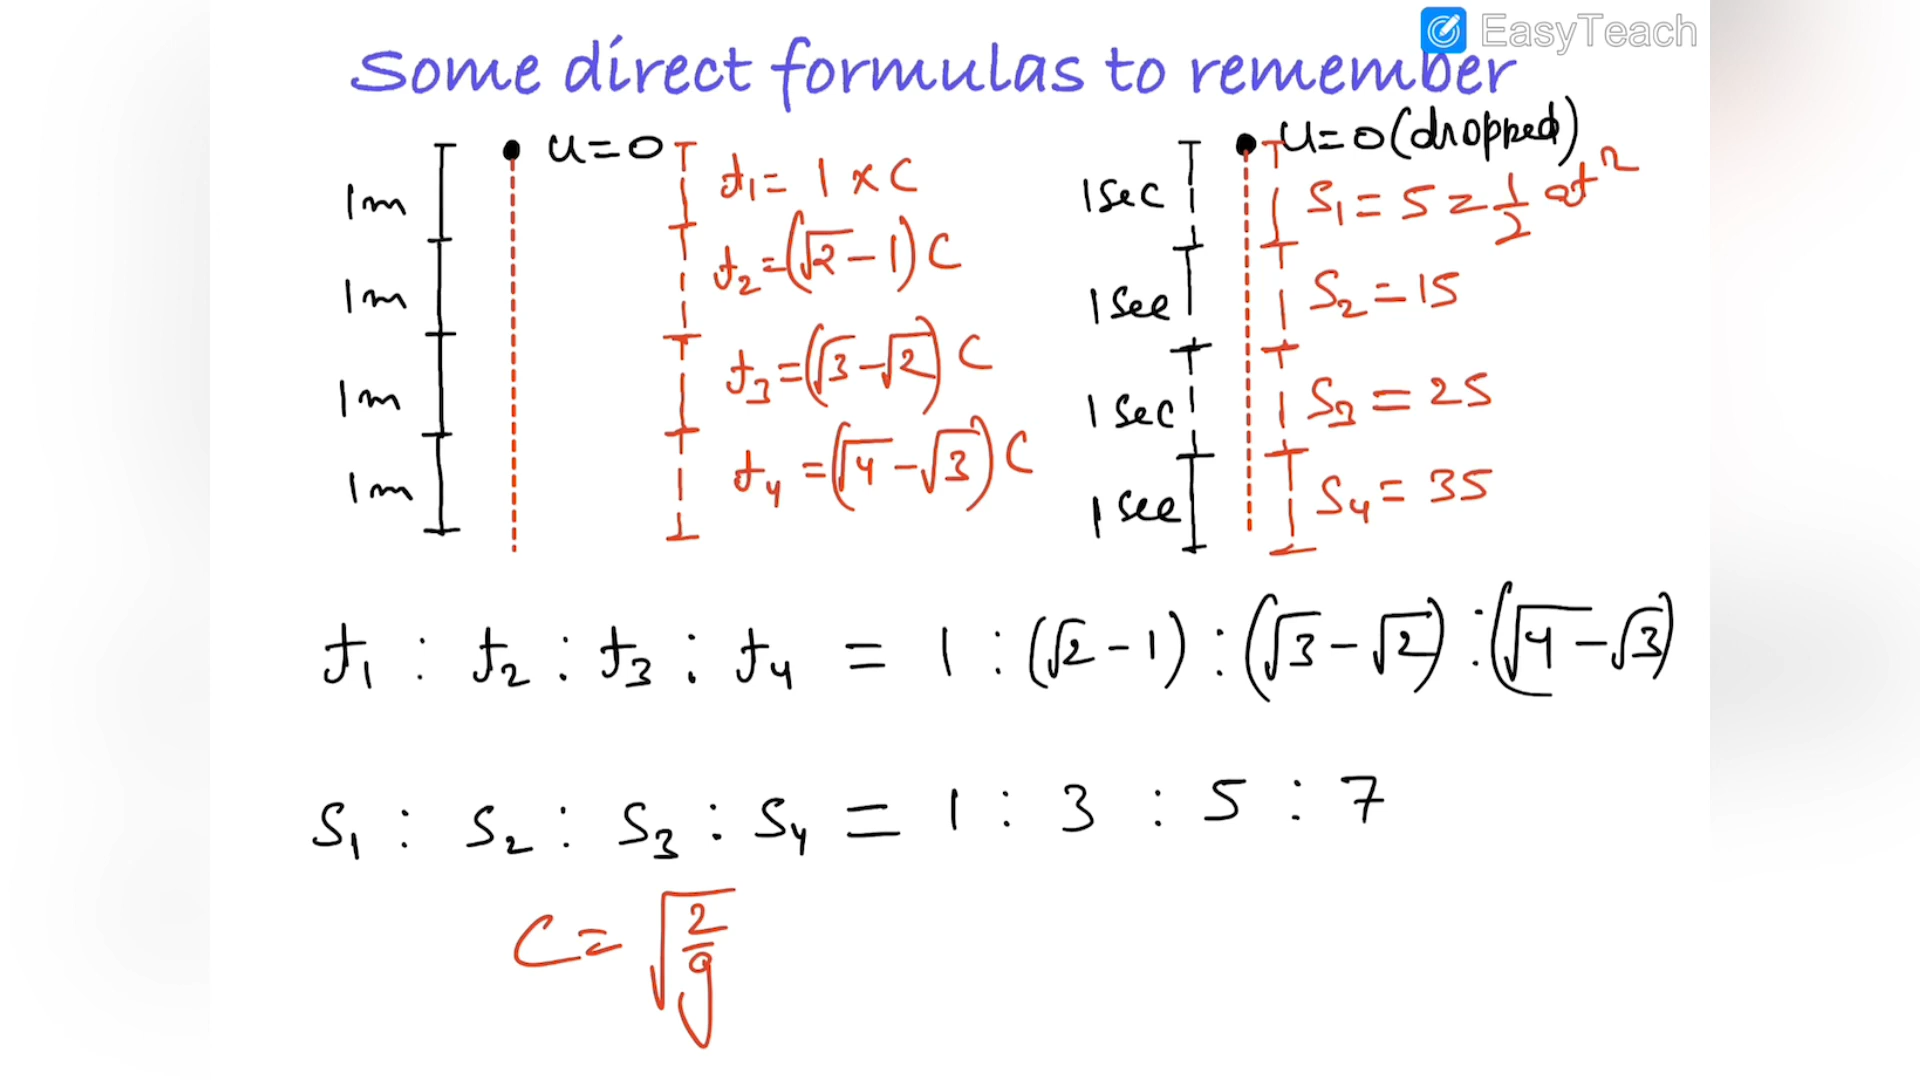 EasyTeach
Some direct formulas to remember
u=0
1m
1m
1m
1m
t₁= 1 × C
t₂=(√2-1) C
t₃=(√3-√2) C
t₄ =(√4-√3) C
u=0 (dropped)
1 Sec
1 See
1 Sec
1 see
S₁= 5 = 1/2 at²
S₂ = 15
S₃ = 25
S₄ = 35
t₁ : t₂ : t₃ : t₄ = 1 : (√2-1) : (√3-√2) : (√4-√3)
S₁ : S₂ : S₃ : S₄ = 1 : 3 : 5 : 7
C= √(2/g)